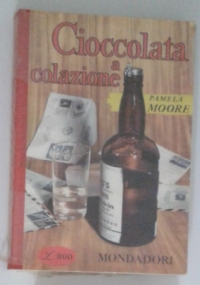 Cioccolata
a
colazione
PAMELA
MOORE
MONDADORI